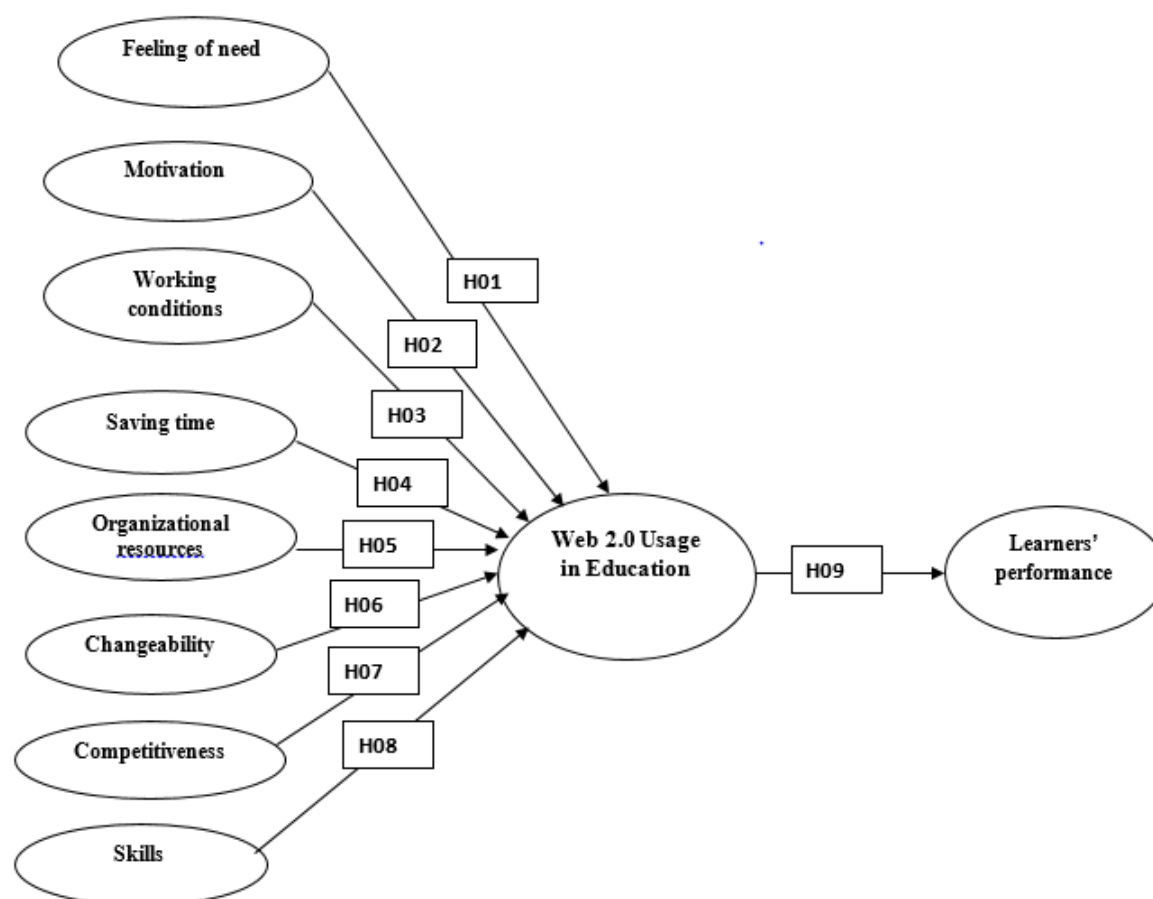 Feeling of need
Motivation
Working
conditions
Saving time
Organizational
resources
Changeability
Competitiveness
Skills
H01
H02
H03
H04
H05
H06
H07
H08
Web 2.0 Usage
in Education
H09
Learners’
performance